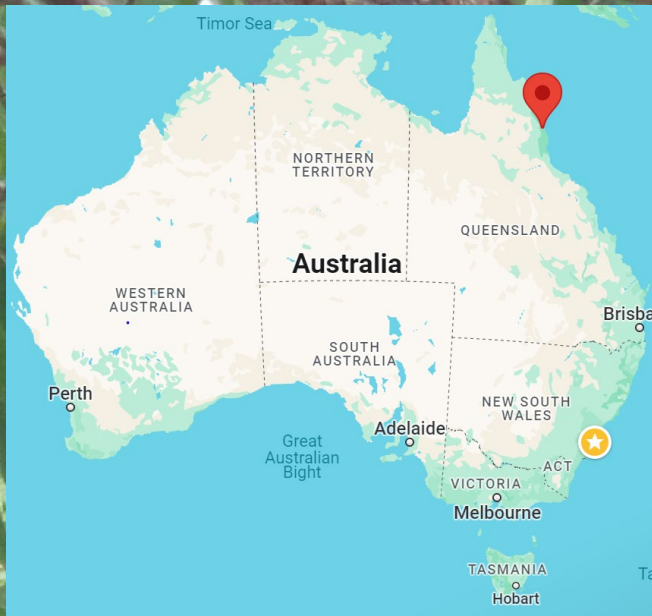 Timor Sea
NORTHERN
TERRITORY
QUEENSLAND
Australia
WESTERN
AUSTRALIA
Brisba
SOUTH
AUSTRALIA
Perth
NEW SOUTH
WALES
Adelaide
Great
Australian
Bight
ACT
VICTORIA
Melbourne
TASMANIA
Ta
Hobart